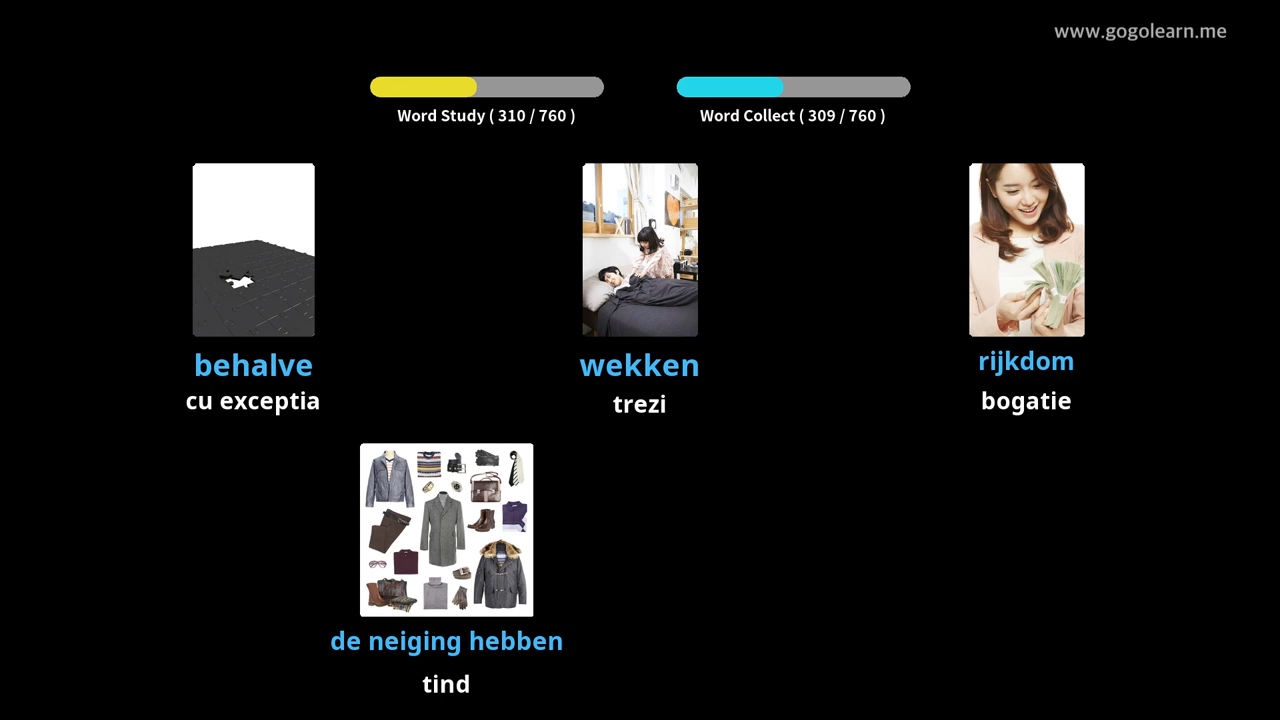 www.gogolearn.me
Word Study ( 310 / 760 )
Word Collect ( 309 / 760 )
behalve
cu exceptia
wekken
trezi
rijkdom
bogatie
de neiging hebben
tind